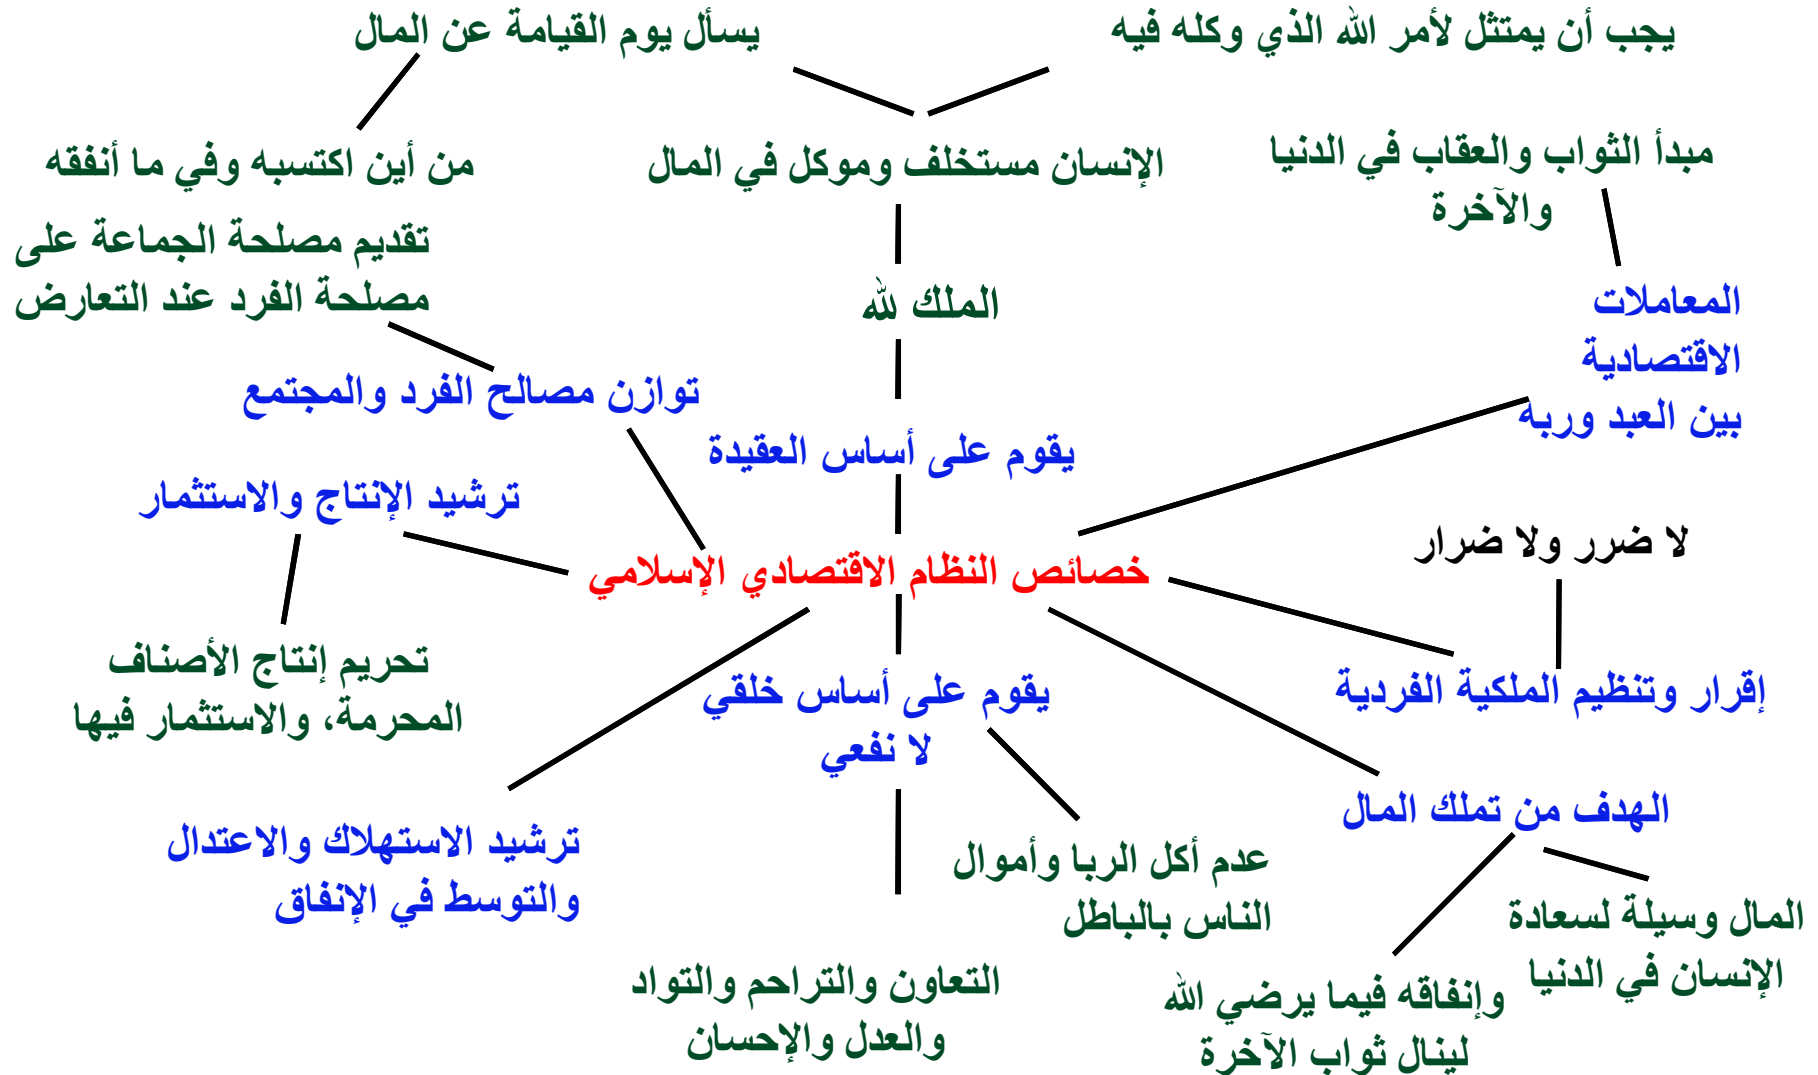 يجب أن يمتثل لأمر الله الذي وكله فيه
يسأل يوم القيامة عن المال
مبدأ الثواب والعقاب في الدنيا
والآخرة
الإنسان مستخلف وموكل في المال
من أين اكتسبه وفي ما أنفقه
تقديم مصلحة الجماعة على
مصلحة الفرد عند التعارض
المعاملات
الاقتصادية
بين العبد وربه
الملك لله
توازن مصالح الفرد والمجتمع
يقوم على أساس العقيدة
ترشيد الإنتاج والاستثمار
لا ضرر ولا ضرار
خصائص النظام الاقتصادي الإسلامي
إقرار وتنظيم الملكية الفردية
يقوم على أساس خلقي
لا نفعي
تحريم إنتاج الأصناف
المحرمة، والاستثمار فيها
الهدف من تملك المال
ترشيد الاستهلاك والاعتدال
والتوسط في الإنفاق
عدم أكل الربا وأموال
الناس بالباطل
المال وسيلة لسعادة
الإنسان في الدنيا
وإنفاقه فيما يرضي الله
لينال ثواب الآخرة
التعاون والتراحم والتواد
والعدل والإحسان